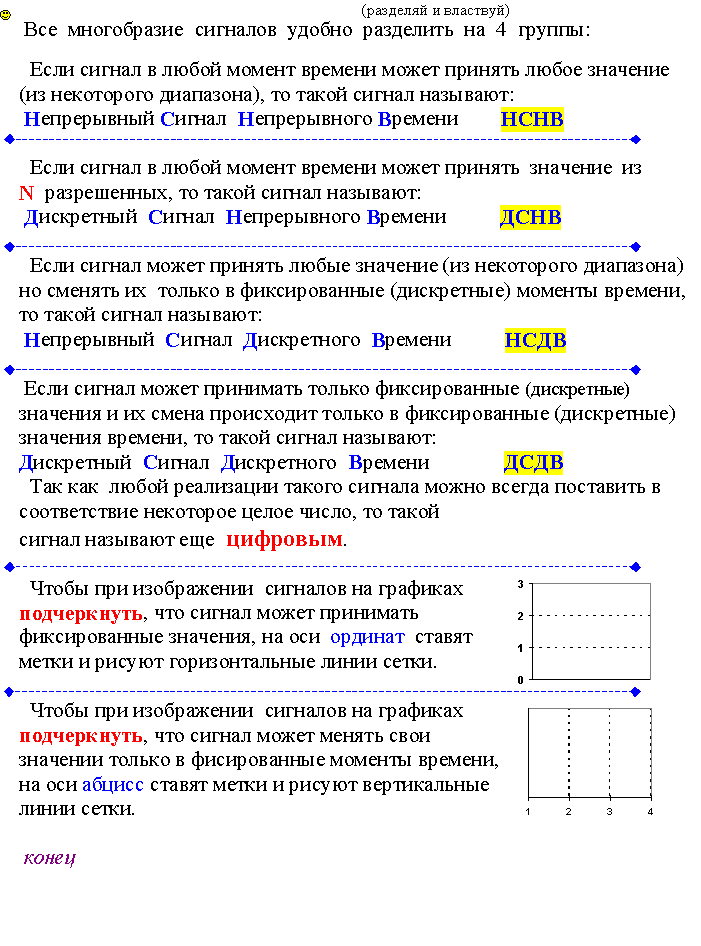 (разделяй и властвуй)
Все многобразие сигналов удобно разделить на 4 группы:
Если сигнал в любой момент времени может принять любое значение
(из некоторого диапазона), то такой сигнал называют:
Непрерывный Сигнал Непрерывного Времени НСНВ
Если сигнал в любой момент времени может принять значение из
N разрешенных, то такой сигнал называют:
Дискретный Сигнал Непрерывного Времени ДСНВ
Если сигнал может принять любые значение (из некоторого диапазона)
но сменять их только в фиксированные (дискретные) моменты времени,
то такой сигнал называют:
Непрерывный Сигнал Дискретного Времени НСДВ
Если сигнал может принимать только фиксированные (дискретные)
значения и их смена происходит только в фиксированные (дискретные)
значения времени, то такой сигнал называют:
Дискретный Сигнал Дискретного Времени ДСДВ
Так как любой реализации такого сигнала можно всегда поставить в
соответствие некоторое целое число, то такой
сигнал называют еще цифровым.
Чтобы при изображении сигналов на графиках
подчеркнуть, что сигнал может принимать
фиксированные значения, на оси ординат ставят
метки и рисуют горизонтальные линии сетки.
3
2
1
0
Чтобы при изображении сигналов на графиках
подчеркнуть, что сигнал может менять свои
значении только в фисированные моменты времени,
на оси абцисс ставят метки и рисуют вертикальные
линии сетки.
1 2 3 4
конец